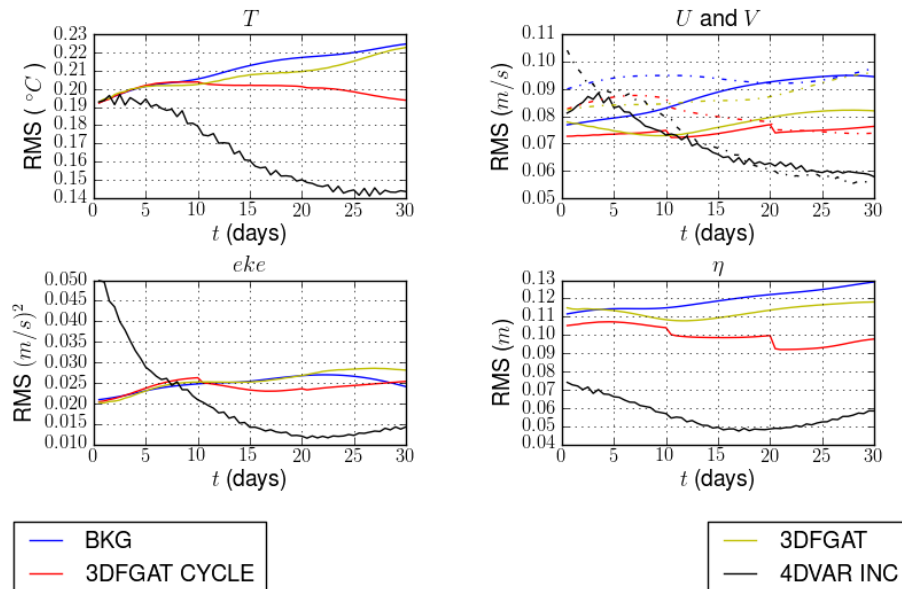 T
RMS (°C)
0.23
0.22
0.21
0.20
0.19
0.18
0.17
0.16
0.15
0.14
0 5 10 15 20 25 30
t (days)
U and V
RMS (m/s)
0.11
0.10
0.09
0.08
0.07
0.06
0.05
0 5 10 15 20 25 30
t (days)
eke
RMS (m/s)²
0.050
0.045
0.040
0.035
0.030
0.025
0.020
0.015
0.010
0 5 10 15 20 25 30
t (days)
η
RMS (m)
0.13
0.12
0.11
0.10
0.09
0.08
0.07
0.06
0.05
0.04
0 5 10 15 20 25 30
t (days)
BKG
3DFGAT CYCLE
3DFGAT
4DVAR INC